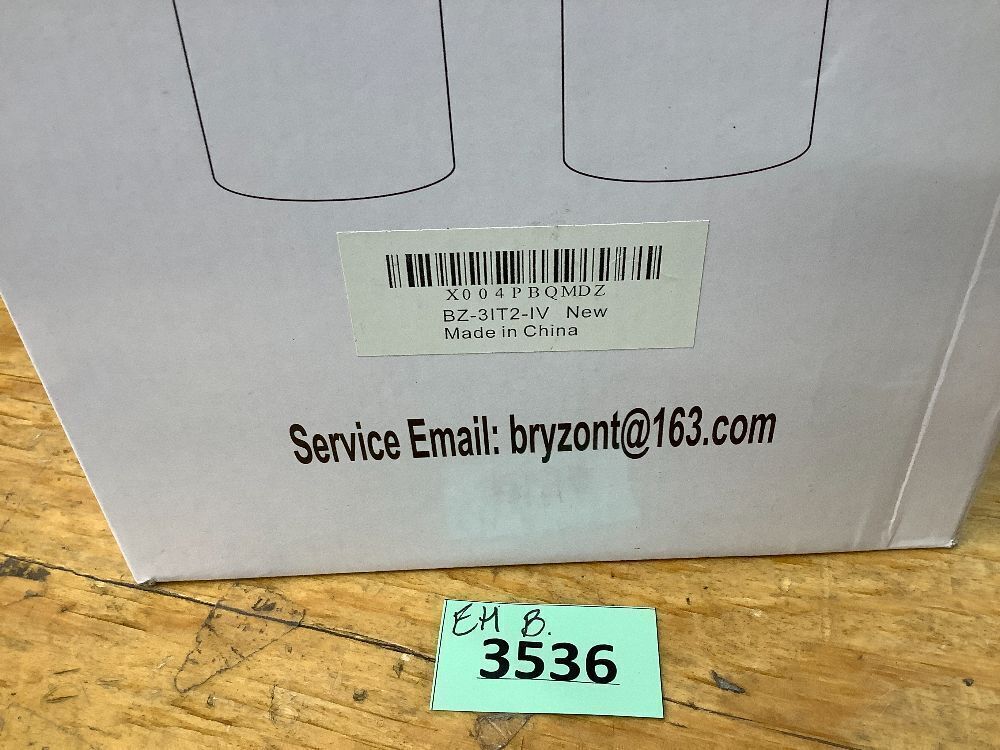 X004PBQMDZ
BZ-3IT2-IV New
Made in China
Service Email: bryzont@163.com
EH B.
3536